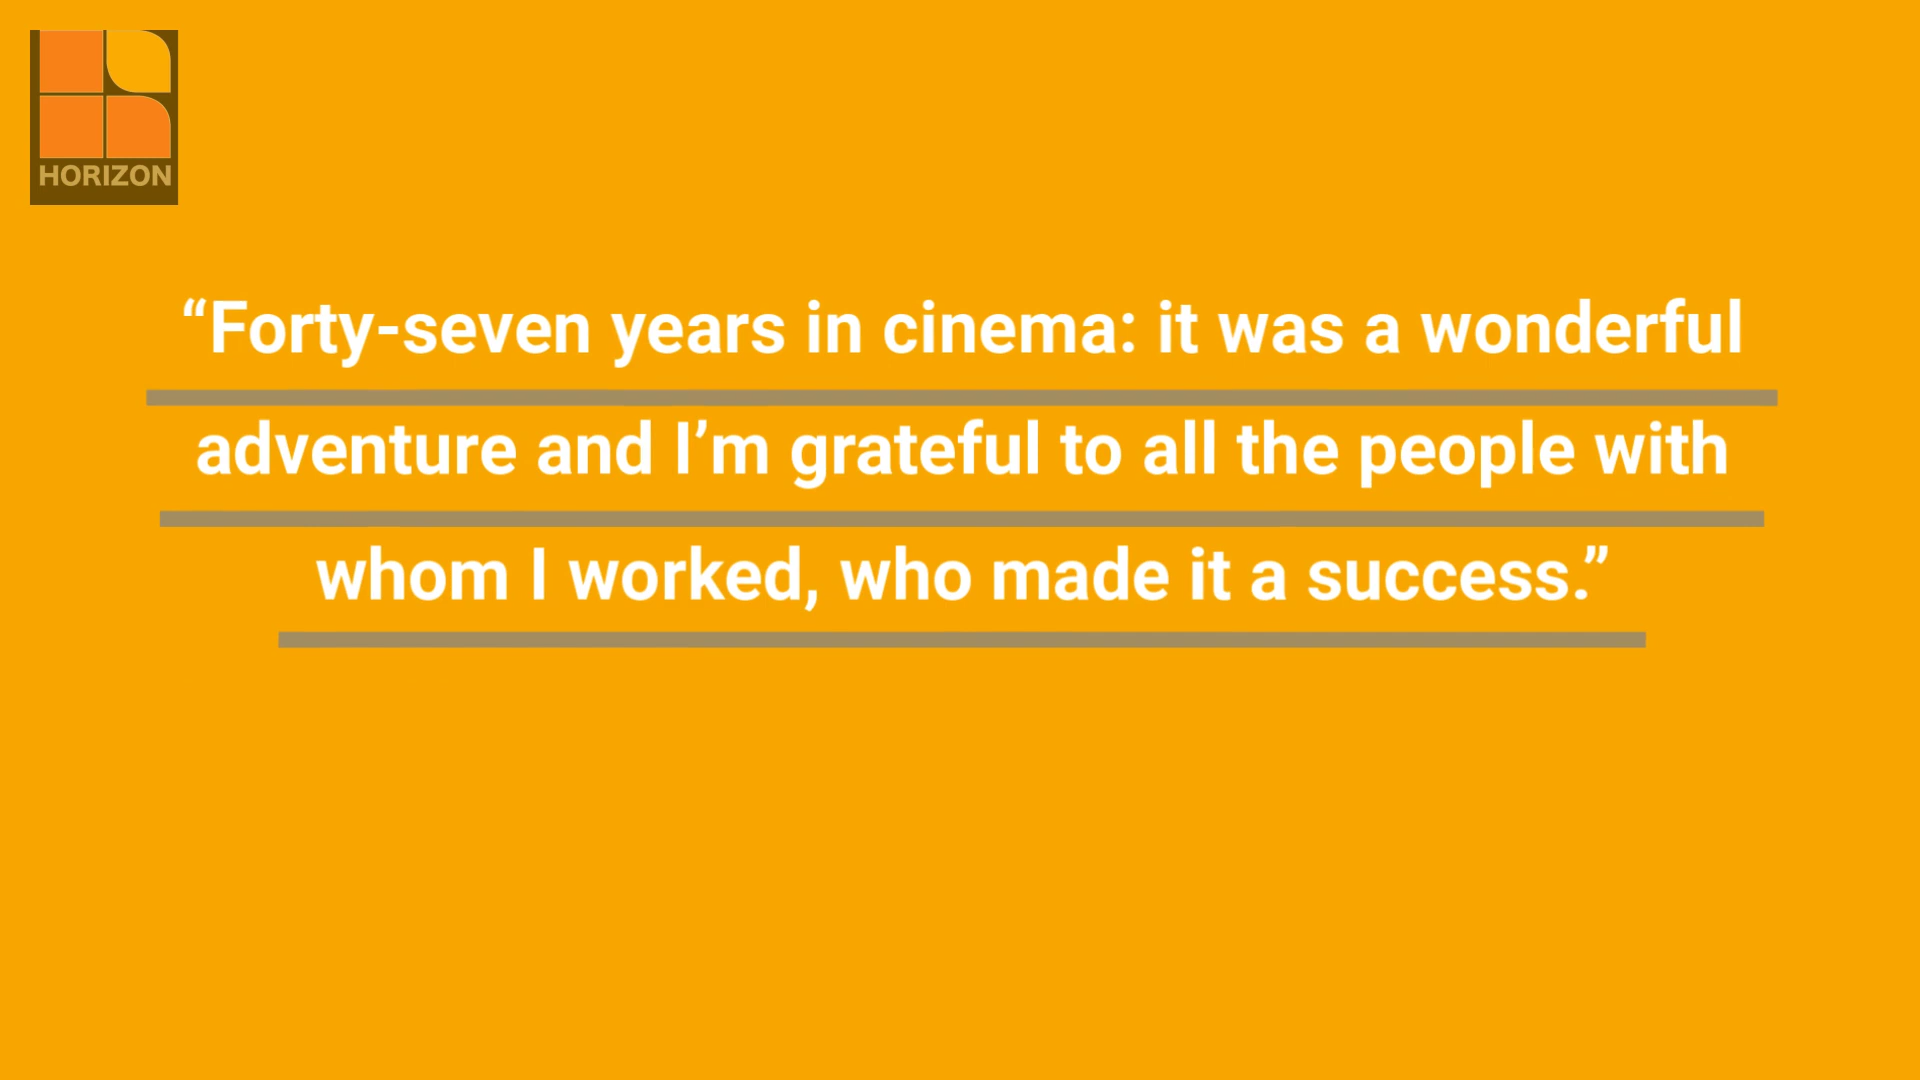 HORIZON
“Forty-seven years in cinema: it was a wonderful
adventure and I’m grateful to all the people with
whom I worked, who made it a success.”